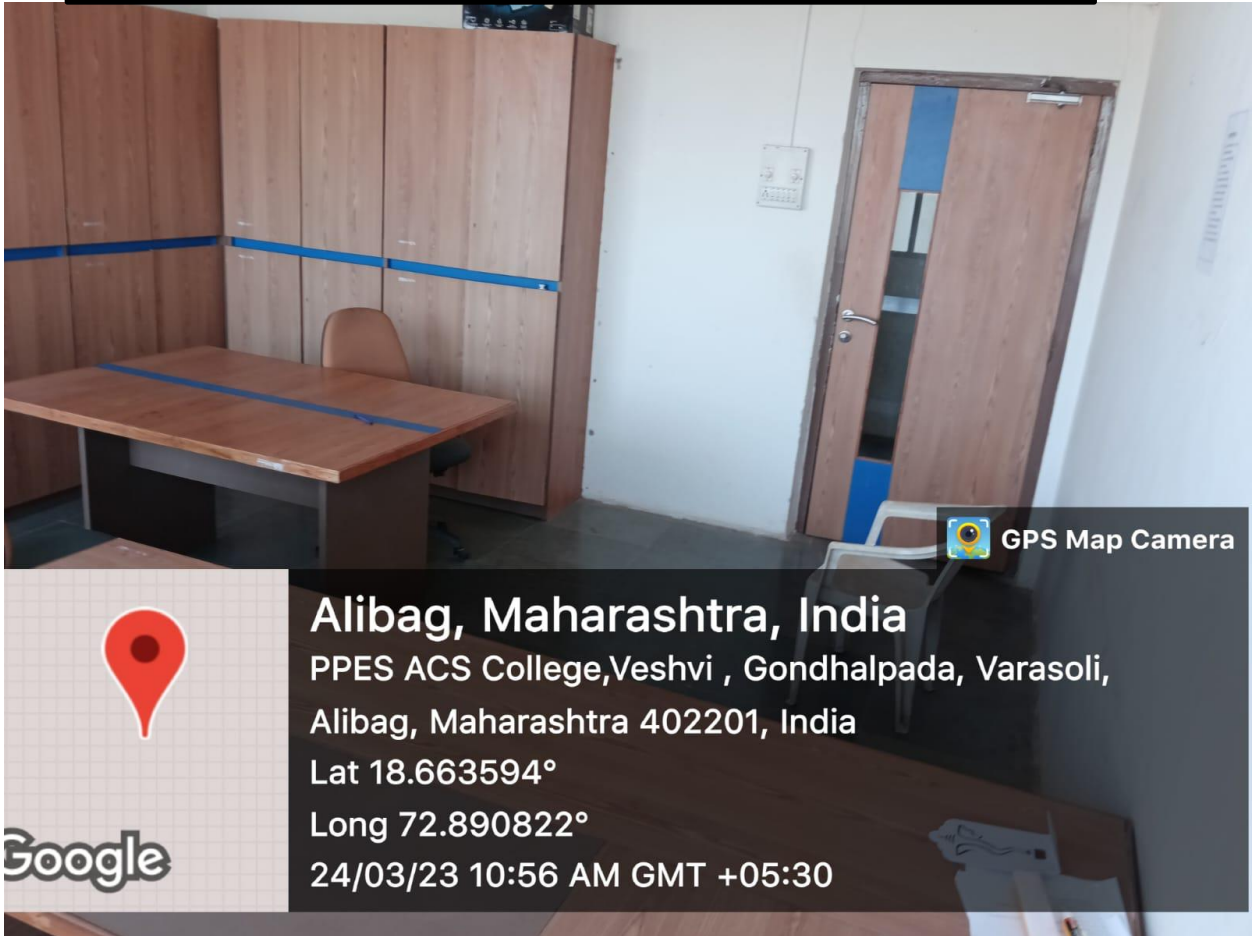 GPS Map Camera
Alibag, Maharashtra, India
PPES ACS College,Veshvi , Gondhalpada, Varasoli,
Alibag, Maharashtra 402201, India
Lat 18.663594°
Long 72.890822°
24/03/23 10:56 AM GMT +05:30
Google